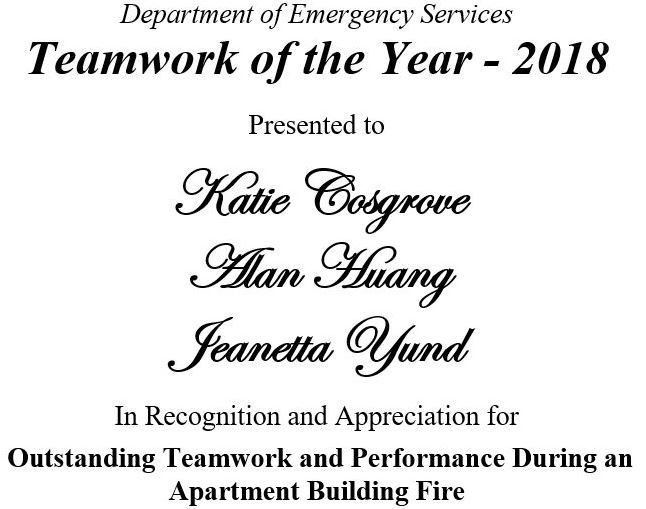 Department of Emergency Services
Teamwork of the Year - 2018
Presented to
Katie Cosgrove
Alan Huang
Jeanetta Yund
In Recognition and Appreciation for
Outstanding Teamwork and Performance During an
Apartment Building Fire